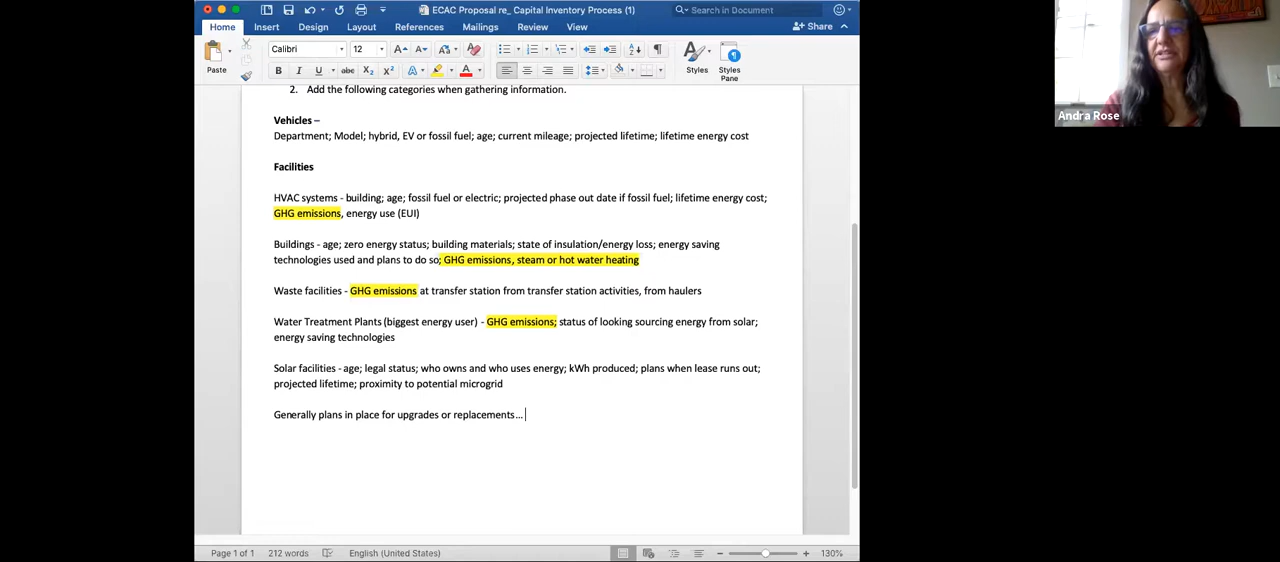 ECAC Proposal re_ Capital Inventory Process (1)
Search in Document
Home Insert Design Layout References Mailings Review View
Share
Paste
Calibri 12
Styles Styles Pane
2. Add the following categories when gathering information.
Vehicles –
Department; Model; hybrid, EV or fossil fuel; age; current mileage; projected lifetime; lifetime energy cost
Facilities
HVAC systems - building; age; fossil fuel or electric; projected phase out date if fossil fuel; lifetime energy cost;
GHG emissions, energy use (EUI)
Buildings - age; zero energy status; building materials; state of insulation/energy loss; energy saving
technologies used and plans to do so; GHG emissions, steam or hot water heating
Waste facilities - GHG emissions at transfer station from transfer station activities, from haulers
Water Treatment Plants (biggest energy user) - GHG emissions; status of looking sourcing energy from solar;
energy saving technologies
Solar facilities - age; legal status; who owns and who uses energy; kWh produced; plans when lease runs out;
projected lifetime; proximity to potential microgrid
Generally plans in place for upgrades or replacements...
Page 1 of 1 212 words English (United States) 130%
Andra Rose